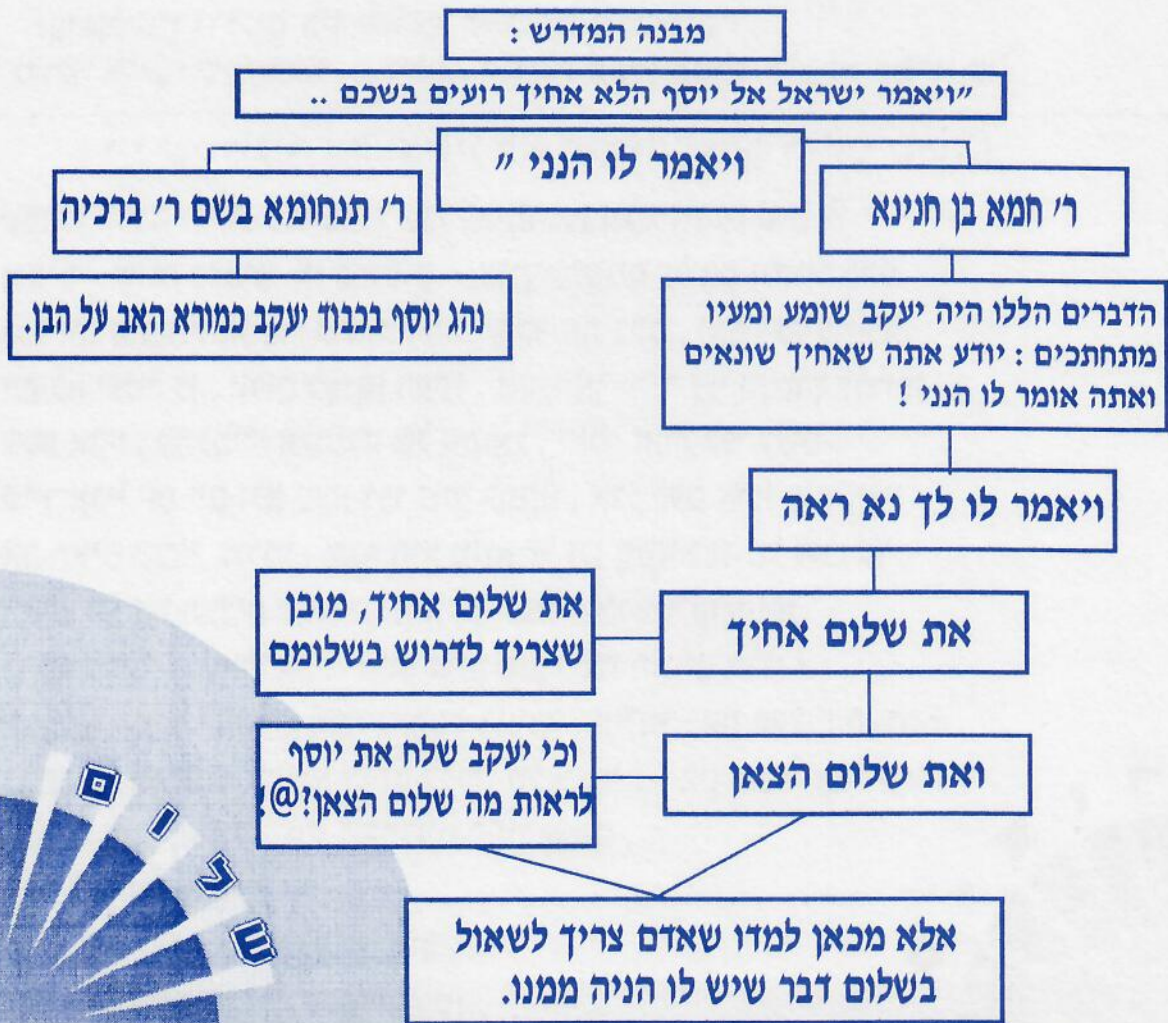 מבנה המדרש :
״ויאמר ישראל אל יוסף הלא אחיך רועים בשכם ..
ויאמר לו הנני ״
ר׳ חמא בן חנינא
ר׳ תנחומא בשם ר׳ ברכיה
הדברים הללו היה יעקב שומע ומעיו
מתחתכים : יודע אתה שאחיך שונאים
ואתה אומר לו הנני !
נהג יוסף בכבוד יעקב כמורא האב על הבן.
ויאמר לו לך נא ראה
את שלום אחיך
את שלום אחיך, מובן
שצריך לדרוש בשלומם
ואת שלום הצאן
וכי יעקב שלח את יוסף
לראות מה שלום הצאן?@!
אלא מכאן למדו שאדם צריך לשאול
בשלום דבר שיש לו הניה ממנו.
שלום